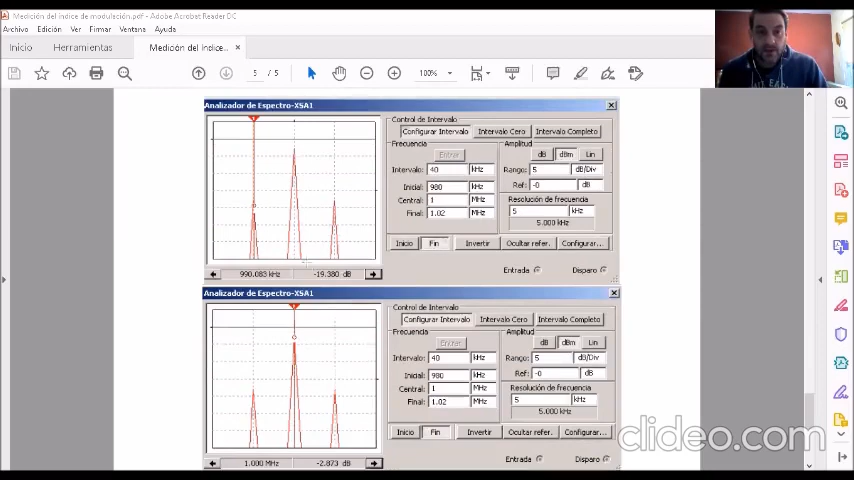 Medición del índice de modulación.pdf - Adobe Acrobat Reader DC
Archivo Edición Ver Firmar Ventana Ayuda
Inicio Herramientas Medición del índice... ×
5 / 5 100%
Analizador de Espectro-XSA1
Control de Intervalo
Configurar Intervalo Intervalo Cero Intervalo Completo
Frecuencia Amplitud
Entrar dB dBm Lin
Intervalo: 40 kHz Rango: 5 dB/Div
Inicial: 980 kHz Ref: -0 dB
Central: 1 MHz Resolución de frecuencia
Final: 1.02 MHz 5 kHz
5.000 kHz
Inicio Fin Invertir Ocultar refer. Configurar...
990.083 kHz -19.380 dB Entrada Disparo
Analizador de Espectro-XSA1
Control de Intervalo
Configurar Intervalo Intervalo Cero Intervalo Completo
Frecuencia Amplitud
Entrar dB dBm Lin
Intervalo: 40 kHz Rango: 5 dB/Div
Inicial: 980 kHz Ref: -0 dB
Central: 1 MHz Resolución de frecuencia
Final: 1.02 MHz 5 kHz
5.000 kHz
Inicio Fin Invertir Ocultar refer. Configurar...
1.000 MHz -2.873 dB Entrada Disparo
clideo.com